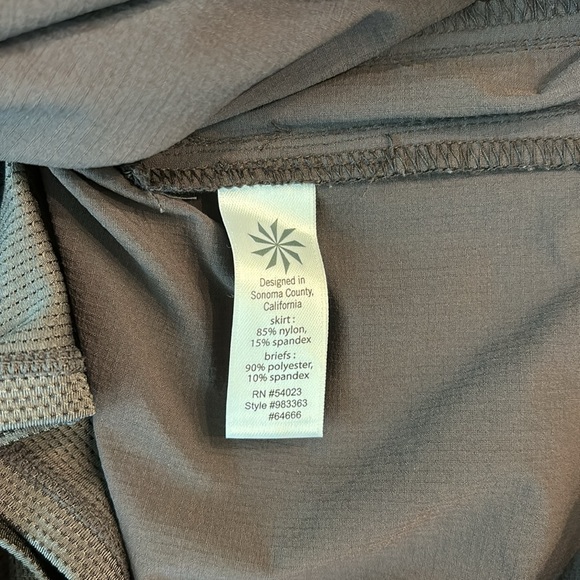 Designed in
Sonoma County,
California
skirt :
85% nylon,
15% spandex
briefs :
90% polyester,
10% spandex
RN #54023
Style #983363
#64666